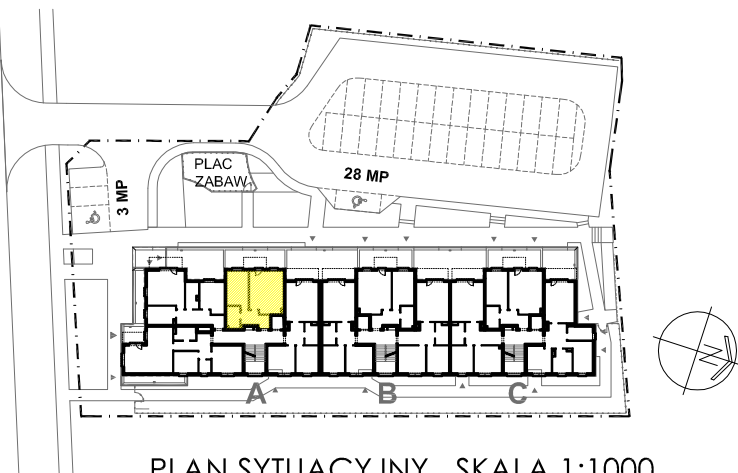 PLAC
ZABAW
28 MP
3 MP
A B C
N
PLAN SYTUACYJNY SKALA 1:1000